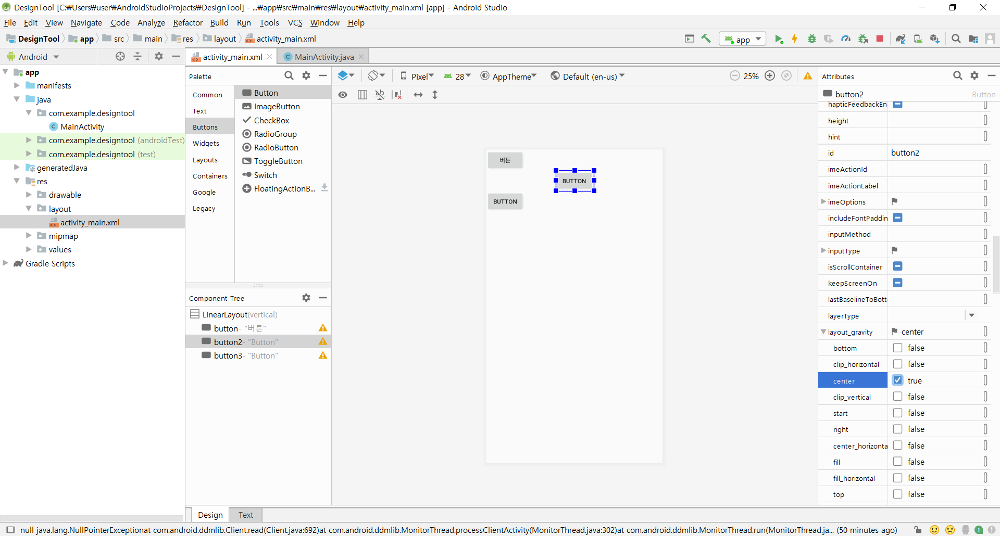 DesignTool [C:₩Users₩user₩AndroidStudioProjects₩DesignTool] - ...₩app₩src₩main₩res₩layout₩activity_main.xml [app] - Android Studio
File Edit View Navigate Code Analyze Refactor Build Run Tools VCS Window Help
DesignTool app src main res layout activity_main.xml
app
Android
activity_main.xml
MainActivity.java
app
manifests
java
com.example.designtool
MainActivity
com.example.designtool (androidTest)
com.example.designtool (test)
generatedJava
res
drawable
layout
activity_main.xml
mipmap
values
Gradle Scripts
Palette
Common
Text
Buttons
Widgets
Layouts
Containers
Google
Legacy
Button
ImageButton
CheckBox
RadioGroup
RadioButton
ToggleButton
Switch
FloatingActionB...
Component Tree
LinearLayout(vertical)
button- "버튼"
button2- "Button"
button3- "Button"
Pixel
28
AppTheme
Default (en-us)
25%
버튼
BUTTON
BUTTON
Attributes
button2 Button
hapticFeedbackEn
height
hint
id button2
imeActionId
imeActionLabel
imeOptions
includeFontPaddin
inputMethod
inputType
isScrollContainer
keepScreenOn
lastBaselineToBott
layerType
layout_gravity center
bottom false
clip_horizontal false
center true
clip_vertical false
start false
right false
center_horizonta false
fill false
fill_horizontal false
top false
Design Text
null java.lang.NullPointerExceptionat com.android.ddmlib.Client.read(Client.java:692)at com.android.ddmlib.MonitorThread.processClientActivity(MonitorThread.java:302)at com.android.ddmlib.MonitorThread.run(MonitorThread.ja... (50 minutes ago)
1